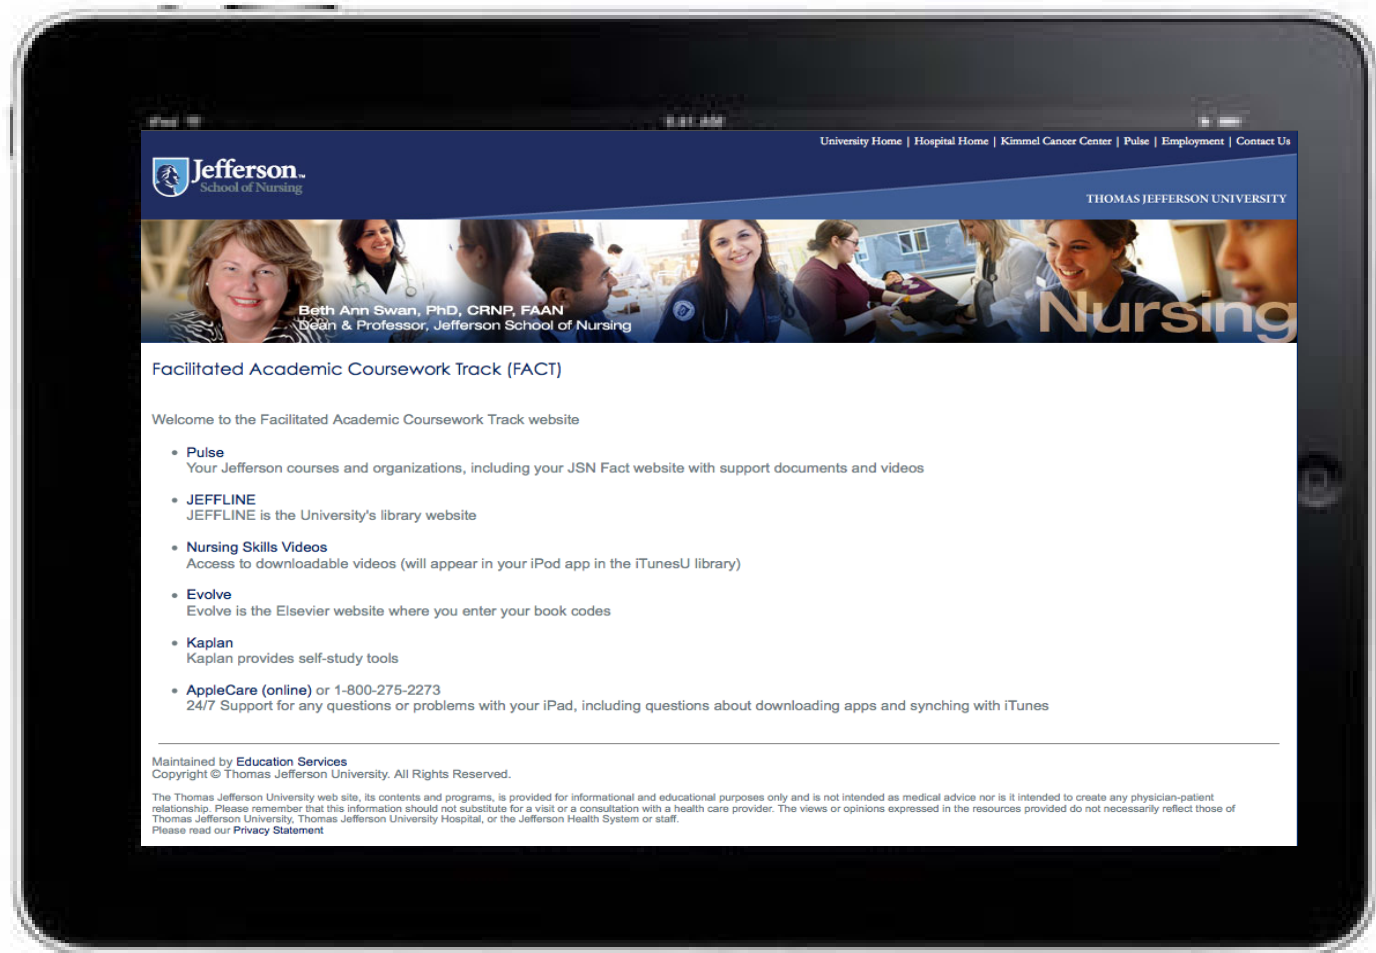 University Home | Hospital Home | Kimmel Cancer Center | Pulse | Employment | Contact Us
Jefferson™
School of Nursing
THOMAS JEFFERSON UNIVERSITY
Beth Ann Swan, PhD, CRNP, FAAN
Dean & Professor, Jefferson School of Nursing
Nursing
Facilitated Academic Coursework Track (FACT)
Welcome to the Facilitated Academic Coursework Track website
• Pulse
Your Jefferson courses and organizations, including your JSN Fact website with support documents and videos
• JEFFLINE
JEFFLINE is the University's library website
• Nursing Skills Videos
Access to downloadable videos (will appear in your iPod app in the iTunesU library)
• Evolve
Evolve is the Elsevier website where you enter your book codes
• Kaplan
Kaplan provides self-study tools
• AppleCare (online) or 1-800-275-2273
24/7 Support for any questions or problems with your iPad, including questions about downloading apps and synching with iTunes
Maintained by Education Services
Copyright © Thomas Jefferson University. All Rights Reserved.
The Thomas Jefferson University web site, its contents and programs, is provided for informational and educational purposes only and is not intended as medical advice nor is it intended to create any physician-patient
relationship. Please remember that this information should not substitute for a visit or a consultation with a health care provider. The views or opinions expressed in the resources provided do not necessarily reflect those of
Thomas Jefferson University, Thomas Jefferson University Hospital, or the Jefferson Health System or staff.
Please read our Privacy Statement